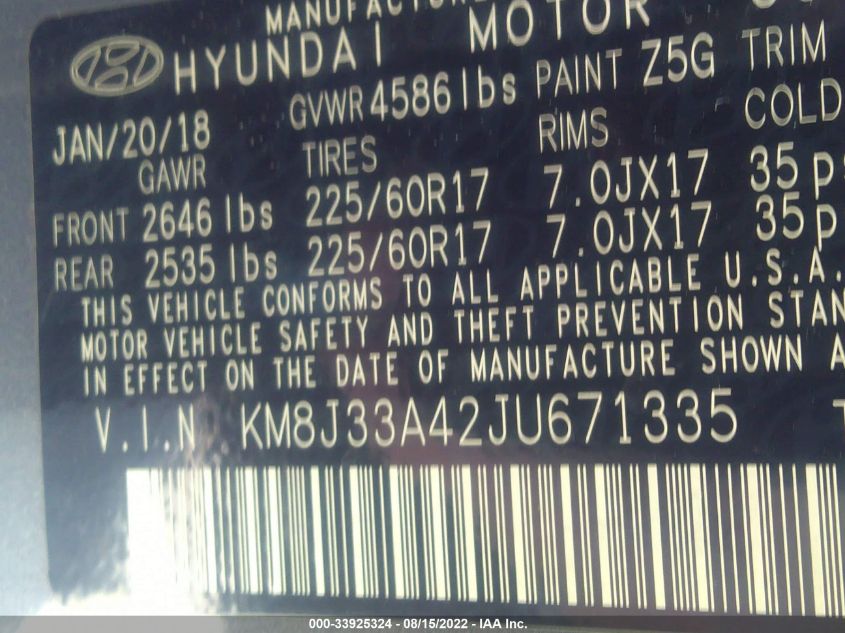 MANUFACTURE
HYUNDAI MOTOR
GVWR 4586 lbs PAINT Z5G TRIM
JAN/20/18
GAWR TIRES RIMS COLD
FRONT 2646 lbs 225/60R17 7.0JX17 35 p
REAR 2535 lbs 225/60R17 7.0JX17 35 p
THIS VEHICLE CONFORMS TO ALL APPLICABLE U.S.A.
MOTOR VEHICLE SAFETY AND THEFT PREVENTION STAN
IN EFFECT ON THE DATE OF MANUFACTURE SHOWN A
V.I.N KM8J33A42JU671335
000-33925324 - 08/15/2022 - IAA Inc.